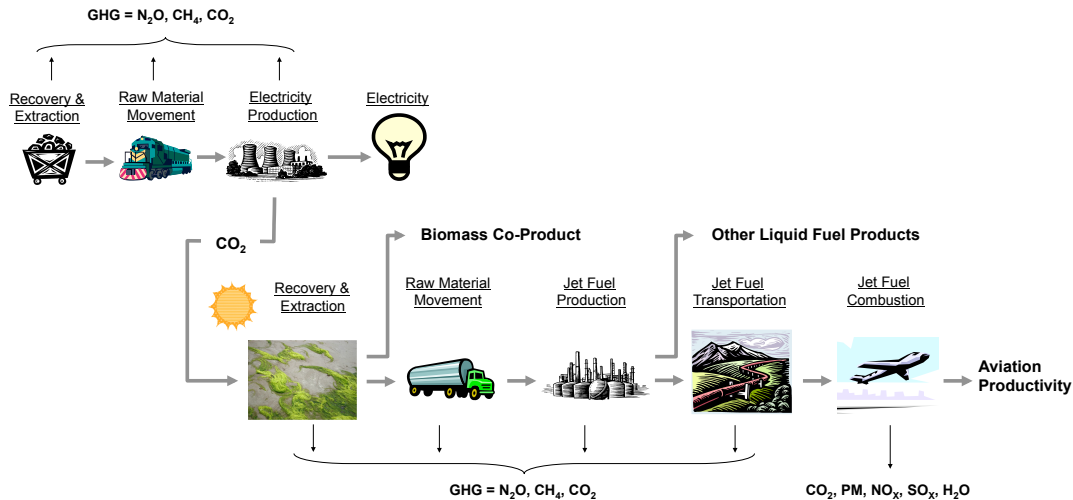 GHG = N₂O, CH₄, CO₂
Recovery &
Extraction
Raw Material
Movement
Electricity
Production
Electricity
CO₂
Biomass Co-Product
Other Liquid Fuel Products
Recovery &
Extraction
Raw Material
Movement
Jet Fuel
Production
Jet Fuel
Transportation
Jet Fuel
Combustion
Aviation
Productivity
GHG = N₂O, CH₄, CO₂
CO₂, PM, NOₓ, SOₓ, H₂O